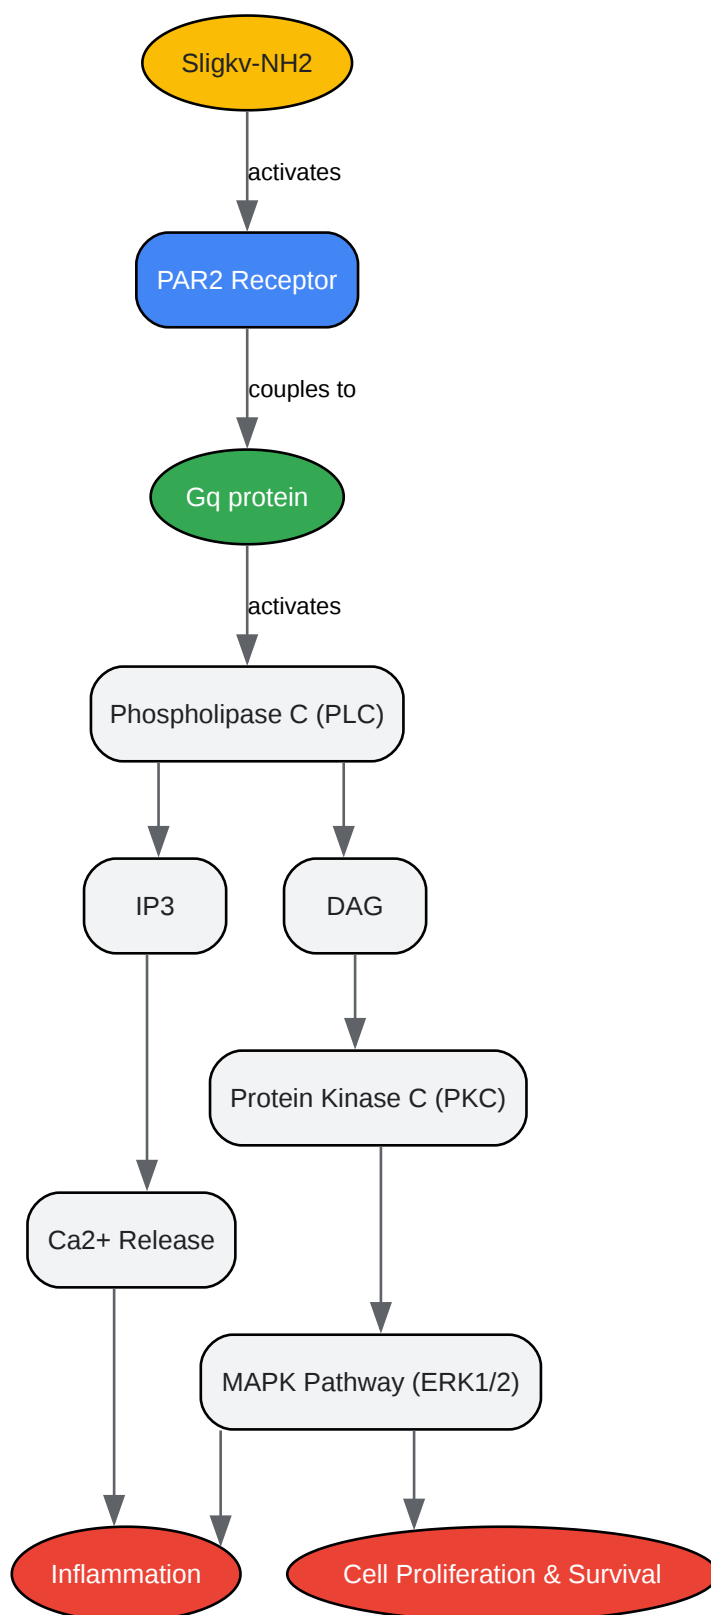 Sligkv-NH2
activates
PAR2 Receptor
couples to
Gq protein
activates
Phospholipase C (PLC)
IP3
DAG
Protein Kinase C (PKC)
Ca2+ Release
MAPK Pathway (ERK1/2)
Inflammation
Cell Proliferation & Survival